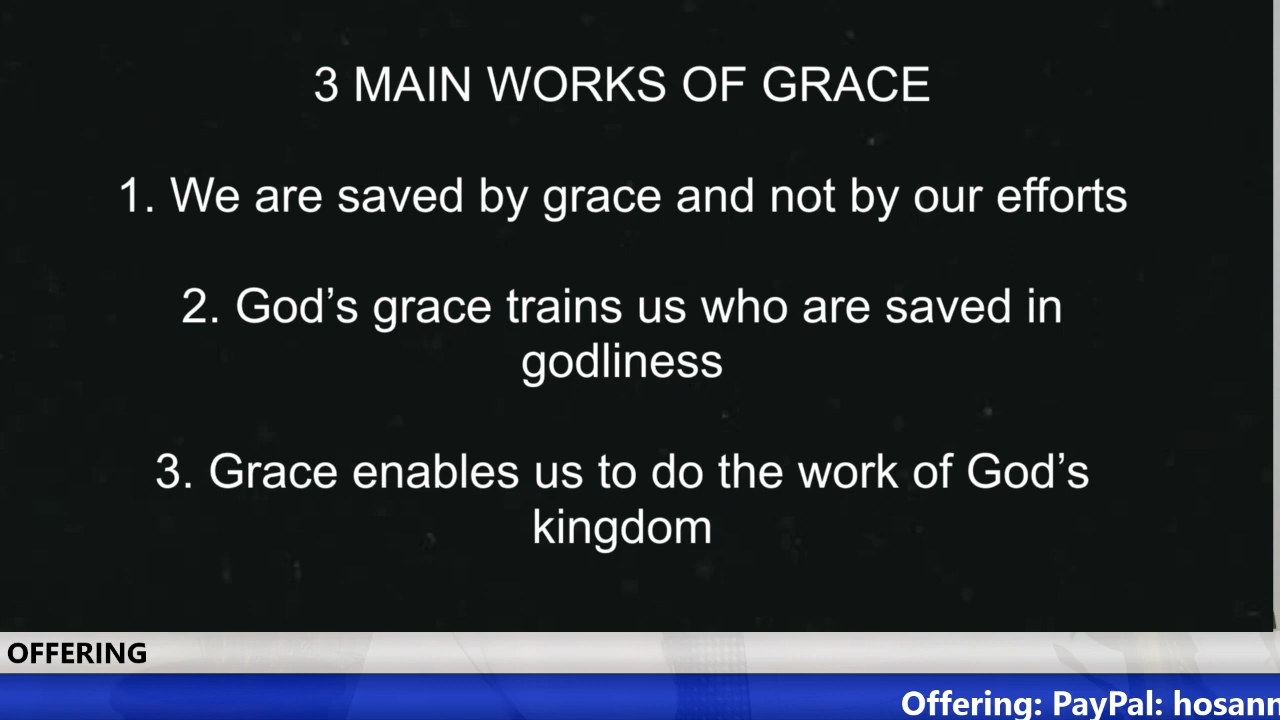 3 MAIN WORKS OF GRACE
1. We are saved by grace and not by our efforts
2. God’s grace trains us who are saved in
godliness
3. Grace enables us to do the work of God’s
kingdom
OFFERING
Offering: PayPal: